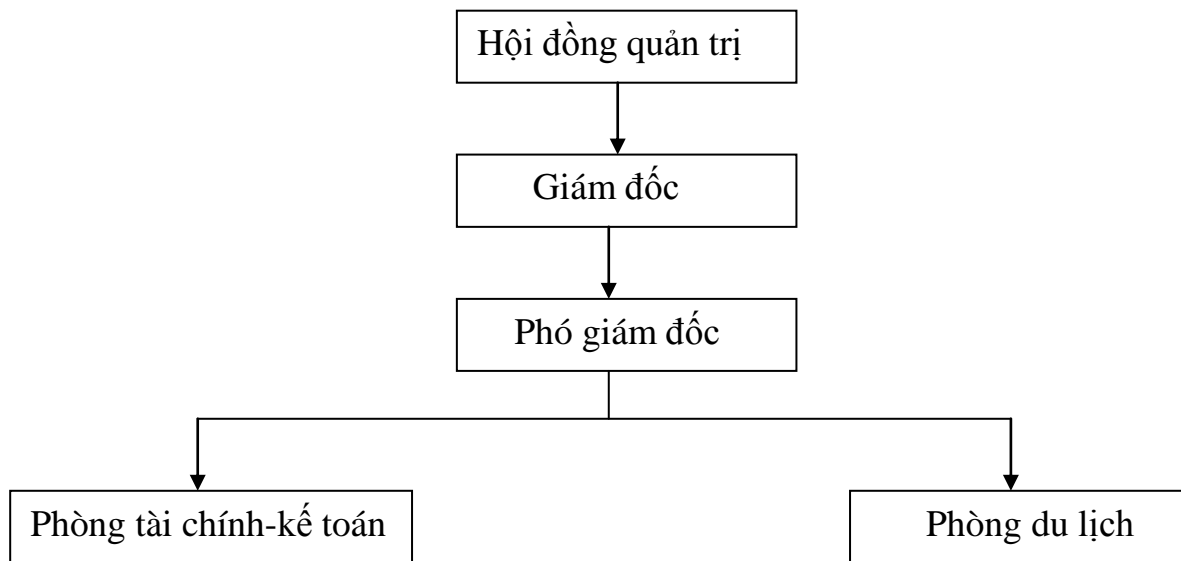 Hội đồng quản trị
Giám đốc
Phó giám đốc
Phòng tài chính-kế toán
Phòng du lịch